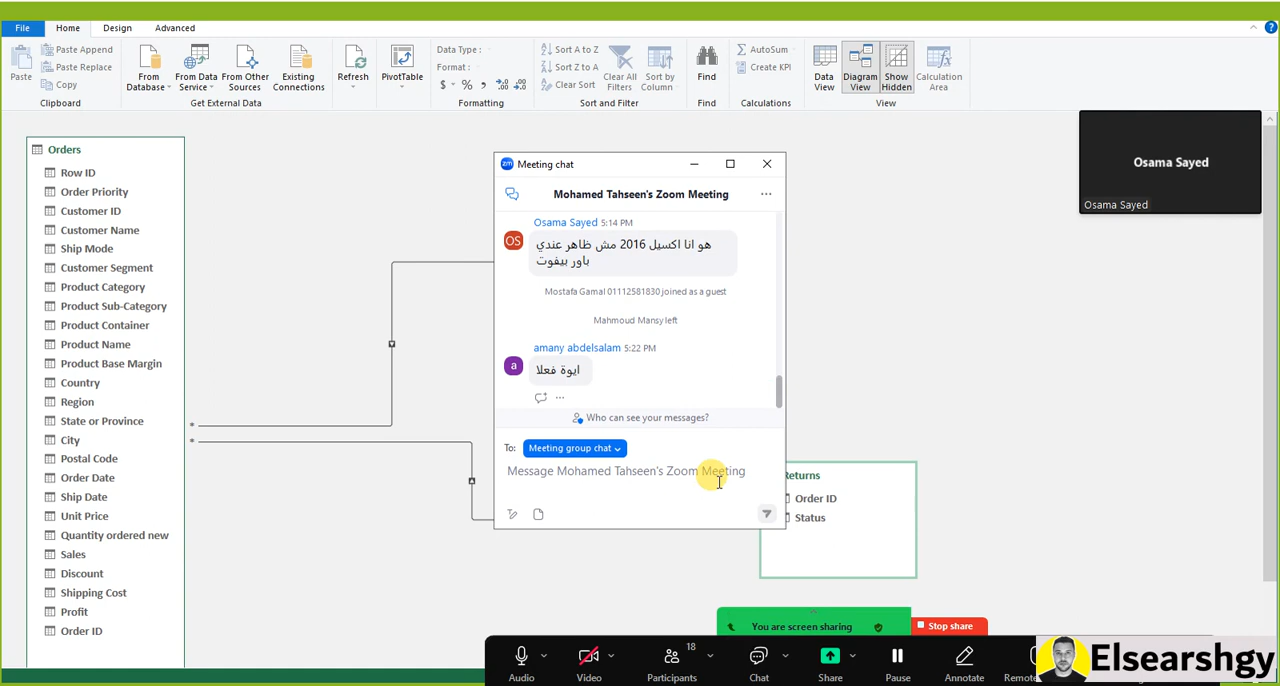 File Home Design Advanced
Paste
Paste Append
Paste Replace
Copy
Clipboard
From Database
From Data Service
From Other Sources
Existing Connections
Get External Data
Refresh
PivotTable
Data Type :
Format :
$ % ,
Formatting
Sort A to Z
Sort Z to A
Clear Sort
Clear All Filters
Sort by Column
Sort and Filter
Find
Find
AutoSum
Create KPI
Calculations
Data View
Diagram View
Show Hidden
Calculation Area
View
Orders
Row ID
Order Priority
Customer ID
Customer Name
Ship Mode
Customer Segment
Product Category
Product Sub-Category
Product Container
Product Name
Product Base Margin
Country
Region
State or Province
City
Postal Code
Order Date
Ship Date
Unit Price
Quantity ordered new
Sales
Discount
Shipping Cost
Profit
Order ID
zm Meeting chat
Mohamed Tahseen's Zoom Meeting
Osama Sayed 5:14 PM
OS
هو انا اكسيل 2016 مش ظاهر عندي
باور بيفوت
Mostafa Gamal 01112581830 joined as a guest
Mahmoud Mansy left
amany abdelsalam 5:22 PM
a
ايوة فعلا
Who can see your messages?
To: Meeting group chat
Message Mohamed Tahseen's Zoom Meeting
Returns
Order ID
Status
Osama Sayed
Osama Sayed
You are screen sharing
Stop share
Audio
Video
18
Participants
Chat
Share
Pause
Annotate
Remote
Elsearshgy